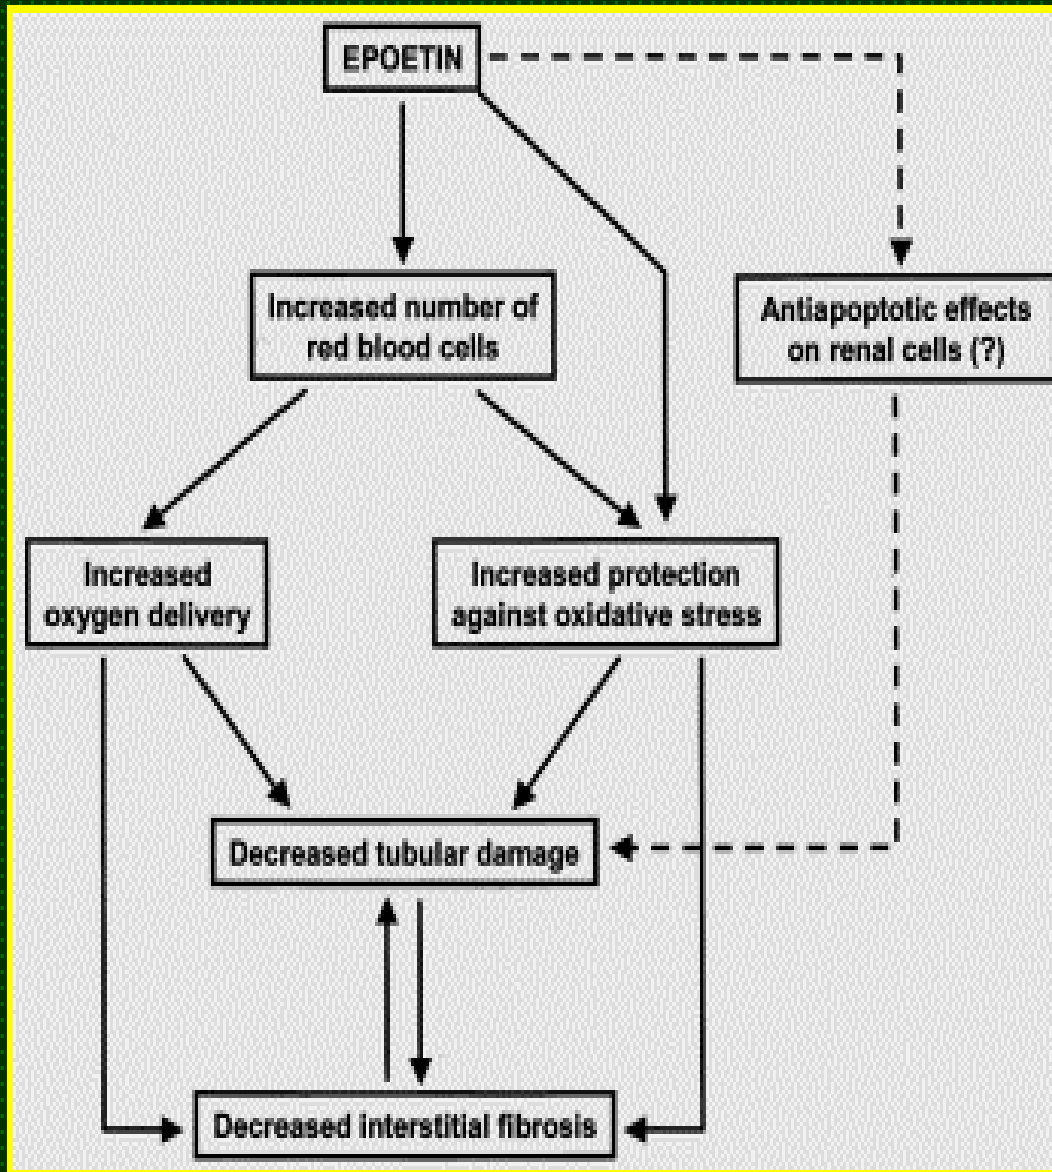 EPOETIN
Increased number of
red blood cells
Antiapoptotic effects
on renal cells (?)
Increased
oxygen delivery
Increased protection
against oxidative stress
Decreased tubular damage
Decreased interstitial fibrosis